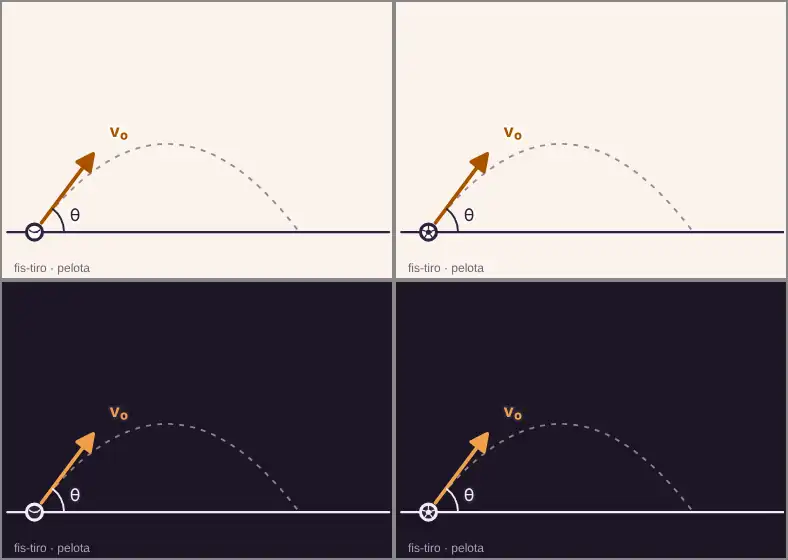 v₀
θ
fis-tiro · pelota
v₀
θ
fis-tiro · pelota
v₀
θ
fis-tiro · pelota
v₀
θ
fis-tiro · pelota